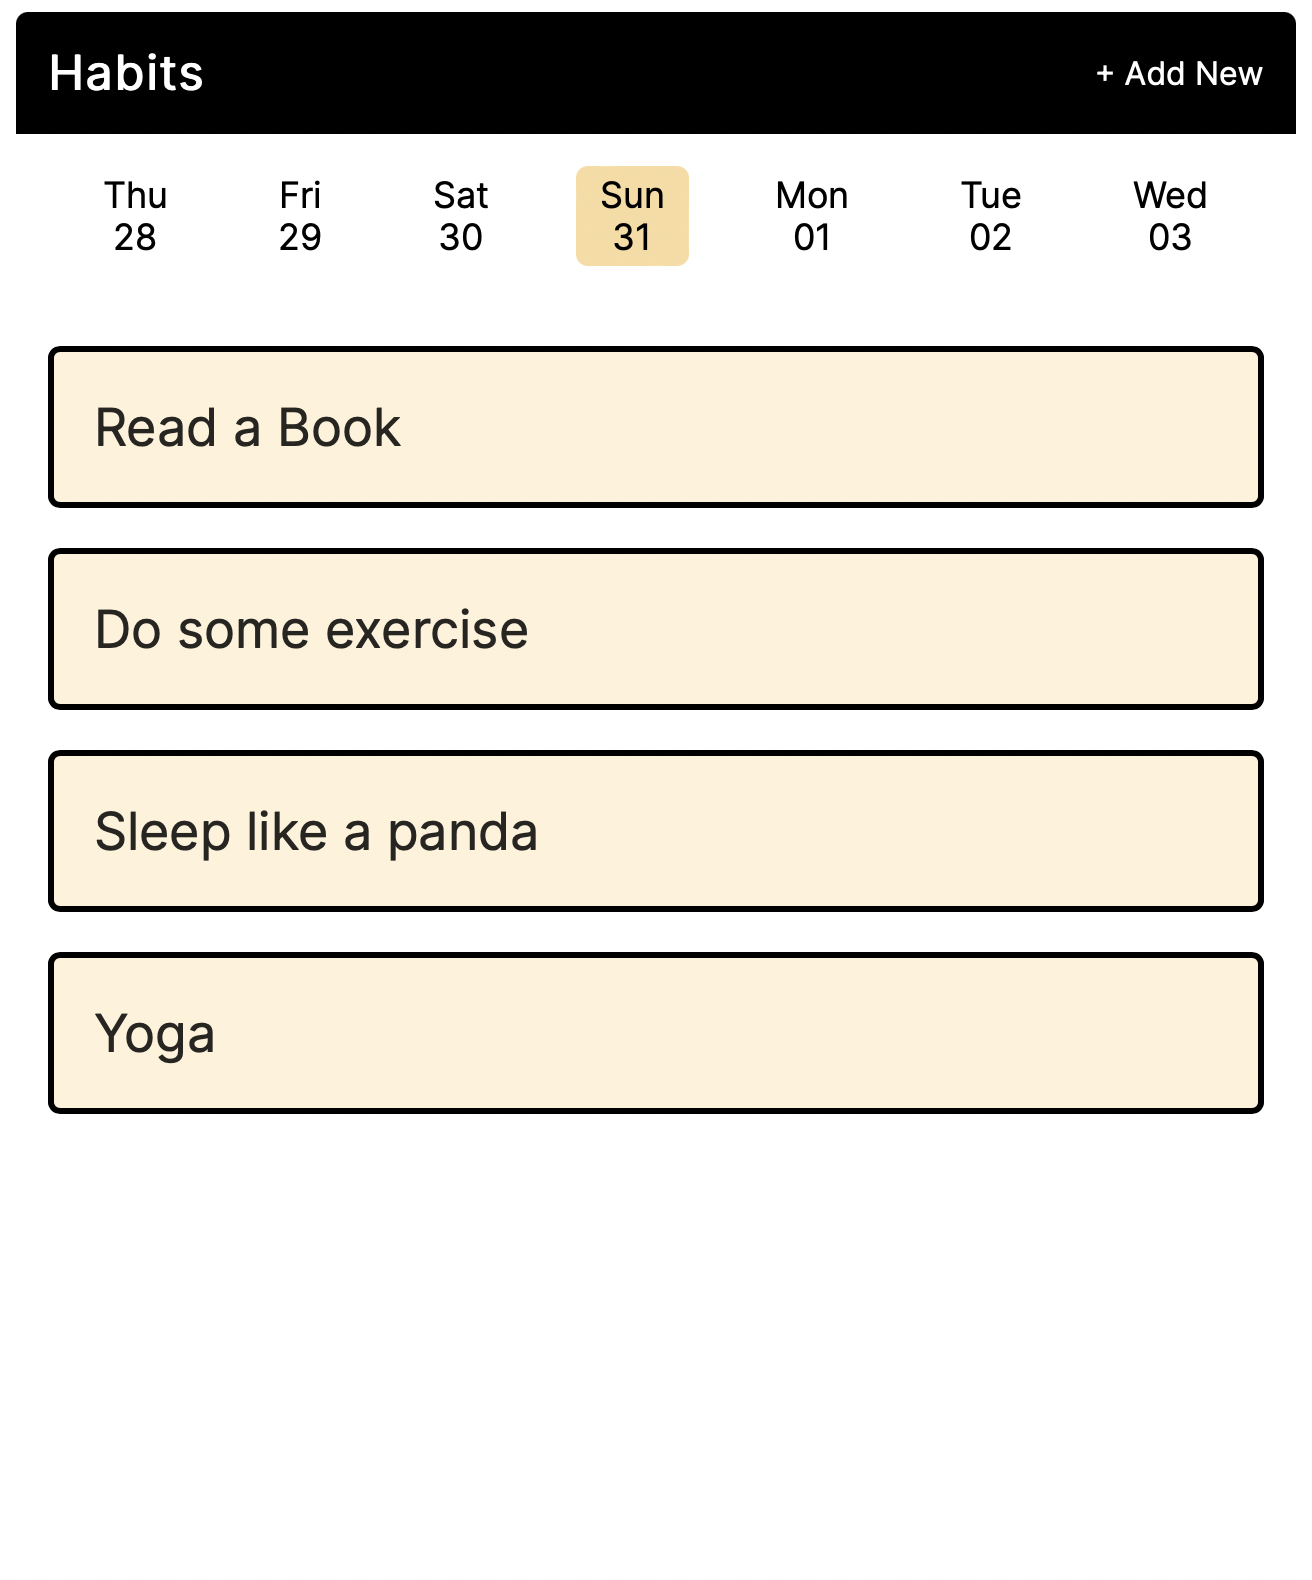 Habits + Add New
Thu Fri Sat Sun Mon Tue Wed
28 29 30 31 01 02 03
Read a Book
Do some exercise
Sleep like a panda
Yoga